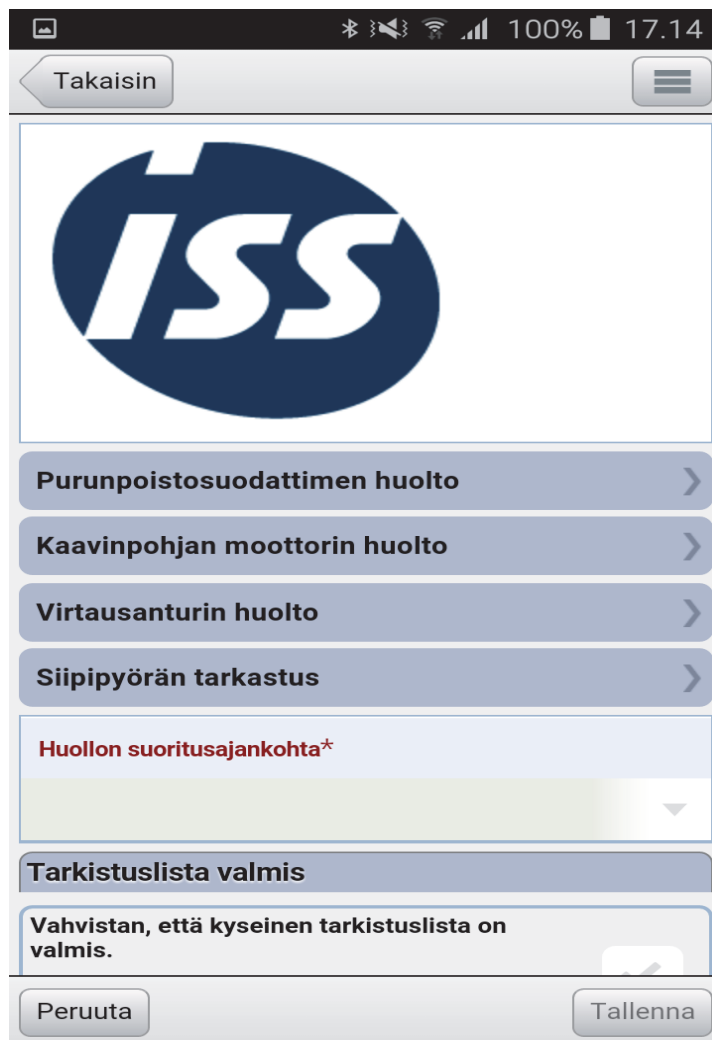 100% 17.14
Takaisin
ISS
Purunpoistosuodattimen huolto
Kaavinpohjan moottorin huolto
Virtausanturin huolto
Siipipyörän tarkastus
Huollon suoritusajankohta*
Tarkistuslista valmis
Vahvistan, että kyseinen tarkistuslista on
valmis.
Peruuta Tallenna